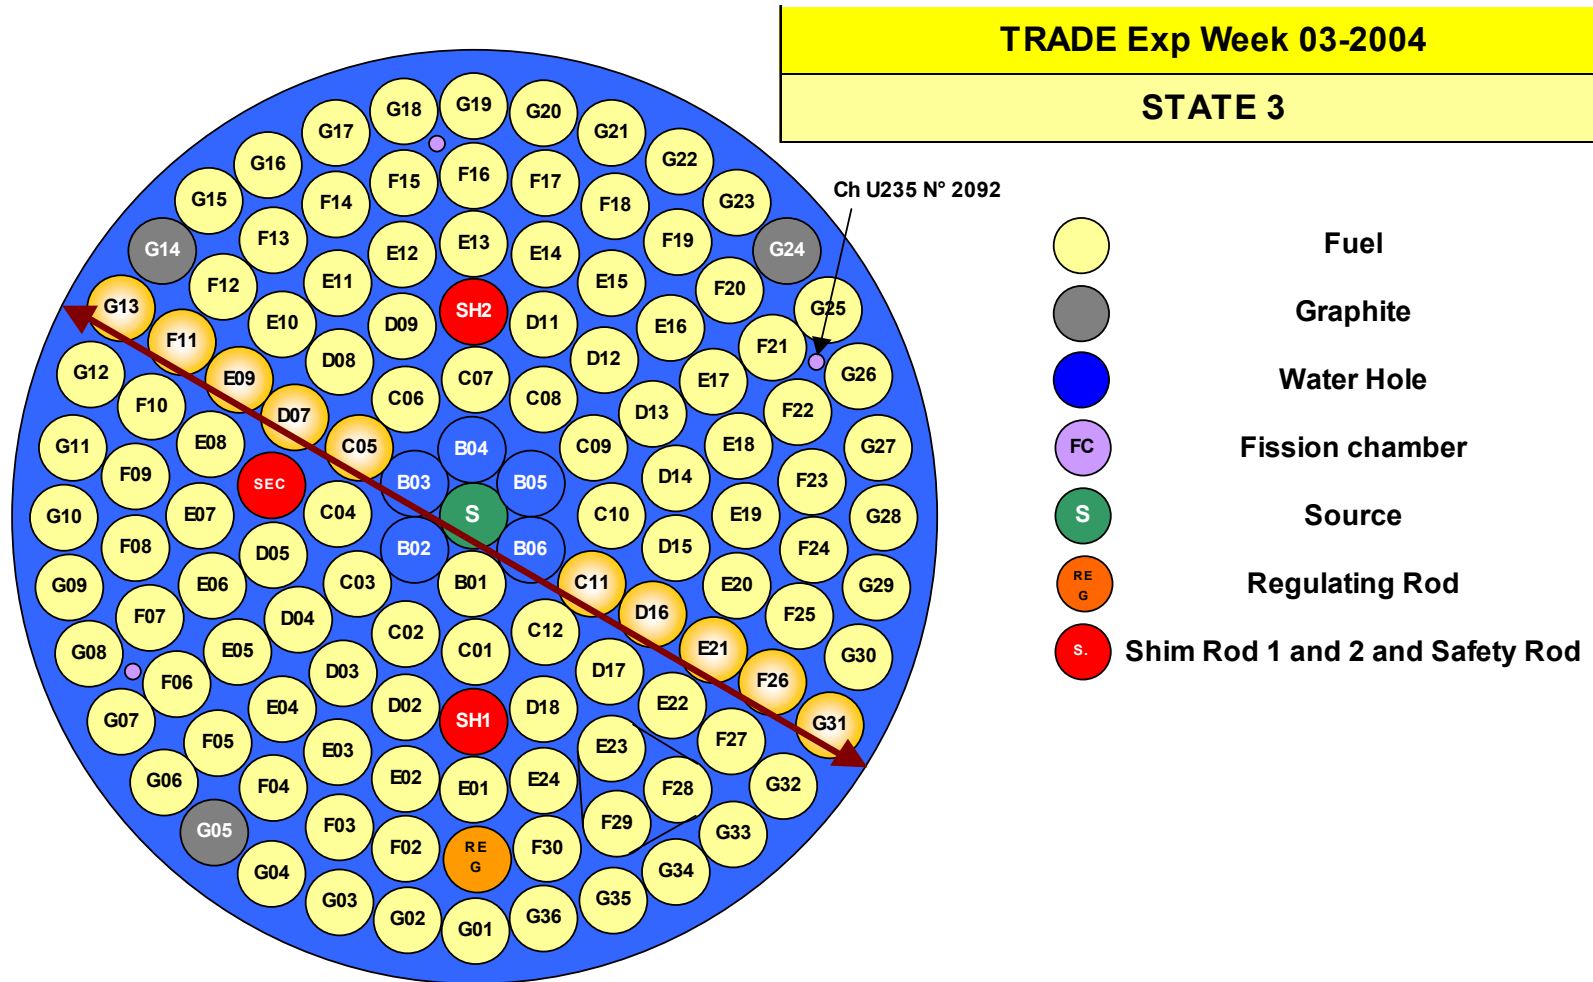 TRADE Exp Week 03-2004
STATE 3
G19
G18 G20
G17 G21
G16 G22
F16
F15 F17
G15 F14 F18 G23
Ch U235 N° 2092
F13 F19
E13
G14 E12 E14 G24
Fuel
E11 E15
F12 F20
G13 SH2 G25
Graphite
E10 D09 D11 E16
F11 F21
D08 D12
G12 E09 C07 E17 G26
Water Hole
F10 C06 C08 F22
D07 D13
G11 E08 C05 B04 C09 E18 G27
FC Fission chamber
F09 SEC B03 B05 D14 F23
G10 E07 C04 S C10 E19 G28
S Source
F08 D05 B02 B06 D15 F24
G09 E06 C03 B01 C11 E20 G29
RE
G
Regulating Rod
F07 D04 D16 F25
C02 C12
G08 E05 C01 E21 G30
S. Shim Rod 1 and 2 and Safety Rod
F06 D03 D17 F26
G07 E04 D02 SH1 D18 E22 G31
F05 E03 E23 F27
G06 F04 E02 E01 E24 F28 G32
G05 F03 F29 G33
F02 RE
G
F30
G04 G34
G03 G35
G02 G01 G36